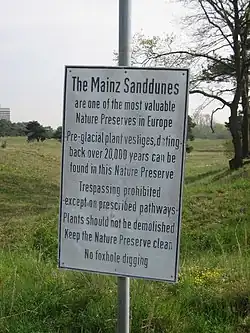 The Mainz Sanddunes
are one of the most valuable
Nature Preserves in Europe
Pre-glacial plant vestiges, dating-
back over 20,000 years can be
found in this Nature Preserve
Trespassing prohibited
-except on prescribed pathways-
Plants should not be demolished
Keep the Nature Preserve clean
No foxhole digging